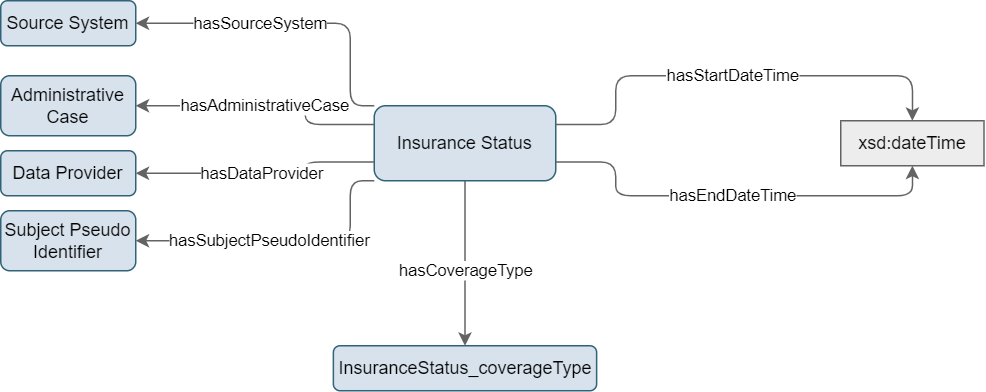 Source System
hasSourceSystem
hasStartDateTime
Administrative
Case
hasAdministrativeCase
Insurance Status
xsd:dateTime
Data Provider
hasDataProvider
hasEndDateTime
Subject Pseudo
Identifier
hasSubjectPseudoIdentifier
hasCoverageType
InsuranceStatus_coverageType